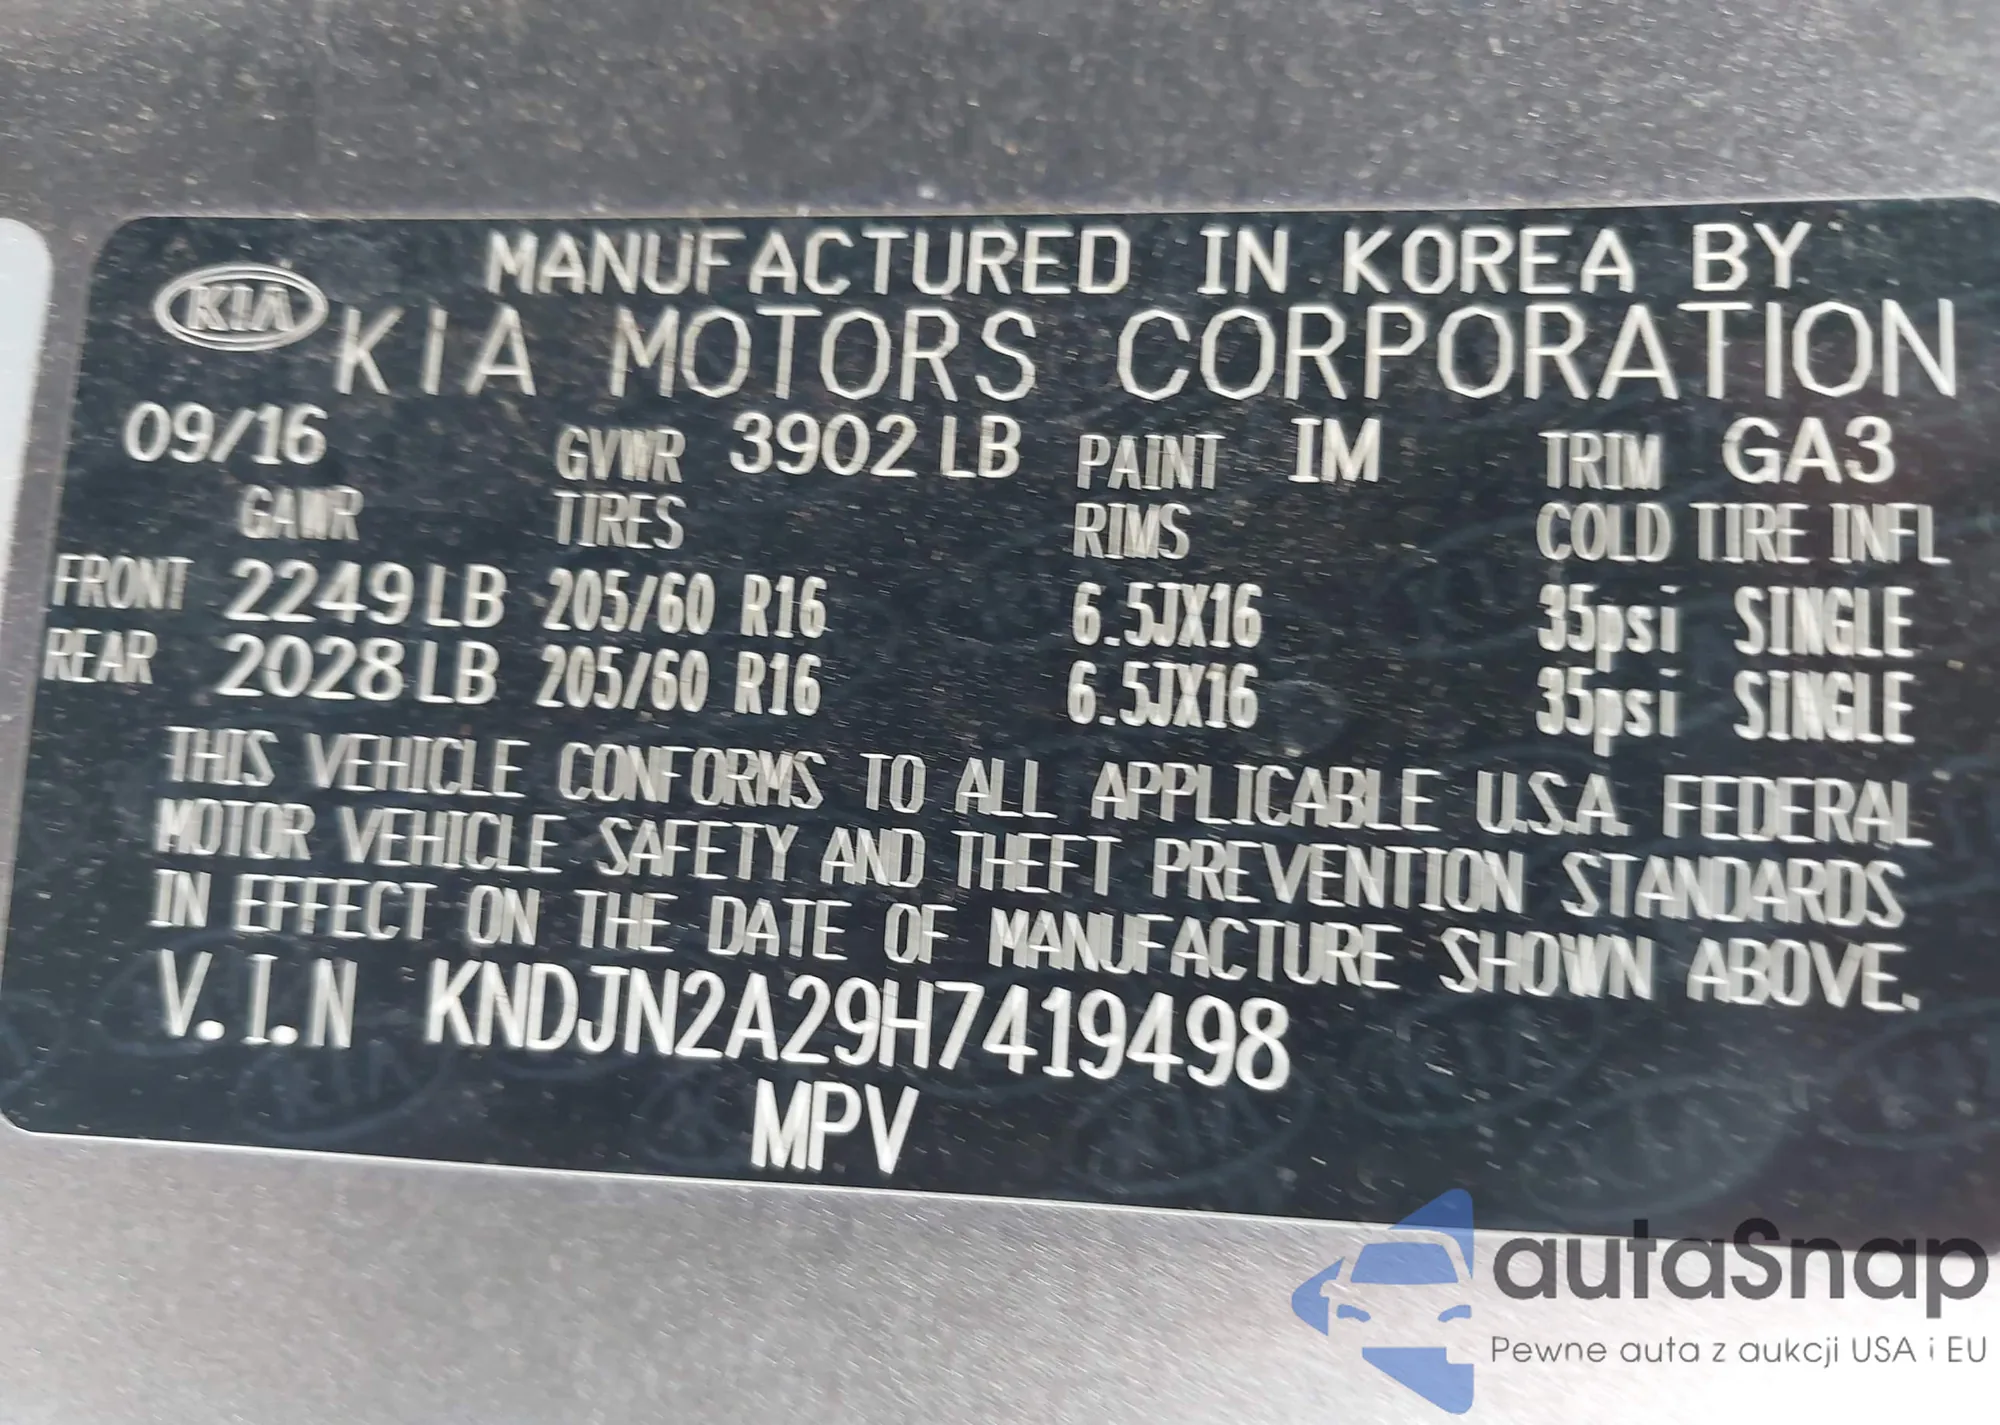 MANUFACTURED IN KOREA BY
KIA KIA MOTORS CORPORATION
09/16 GVWR 3902 LB PAINT IM TRIM GA3
GAWR TIRES RIMS COLD TIRE INFL
FRONT 2249 LB 205/60 R16 6.5JX16 35psi SINGLE
REAR 2028 LB 205/60 R16 6.5JX16 35psi SINGLE
THIS VEHICLE CONFORMS TO ALL APPLICABLE U.S.A. FEDERAL
MOTOR VEHICLE SAFETY AND THEFT PREVENTION STANDARDS
IN EFFECT ON THE DATE OF MANUFACTURE SHOWN ABOVE.
V.I.N KNDJN2A29H7419498
MPV
autaSnap
Pewne auta z aukcji USA i EU